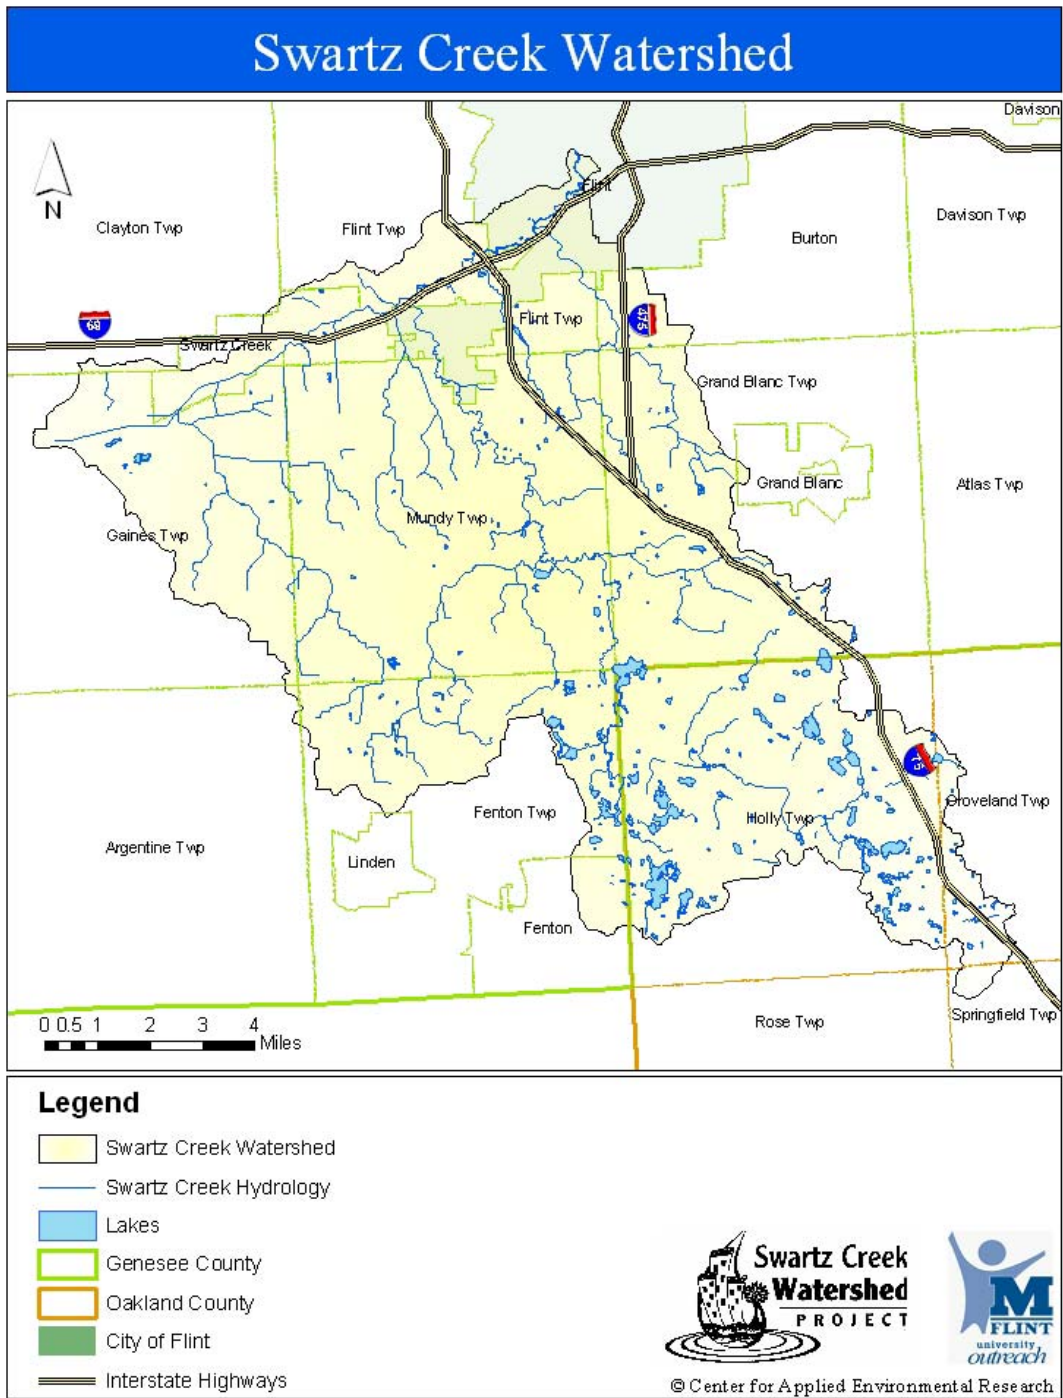 Swartz Creek Watershed
Davison
N
Clayton Twp
Flint Twp
Flint
Burton
Davison Twp
69
Swartz Creek
Flint Twp
475
Grand Blanc Twp
Grand Blanc
Atlas Twp
Gaines Twp
Mundy Twp
75
Argentine Twp
Linden
Fenton Twp
Holly Twp
Groveland Twp
Fenton
Rose Twp
Springfield Twp
0 0.5 1 2 3 4
Miles
Legend
Swartz Creek Watershed
Swartz Creek Hydrology
Lakes
Genesee County
Oakland County
City of Flint
Interstate Highways
Swartz Creek
Watershed
PROJECT
M
FLINT
university
outreach
© Center for Applied Environmental Research